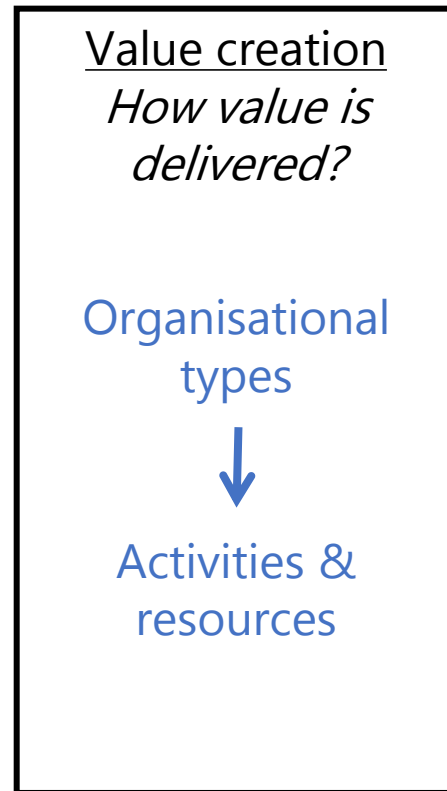 Value creation
How value is
delivered?
Organisational
types
Activities &
resources